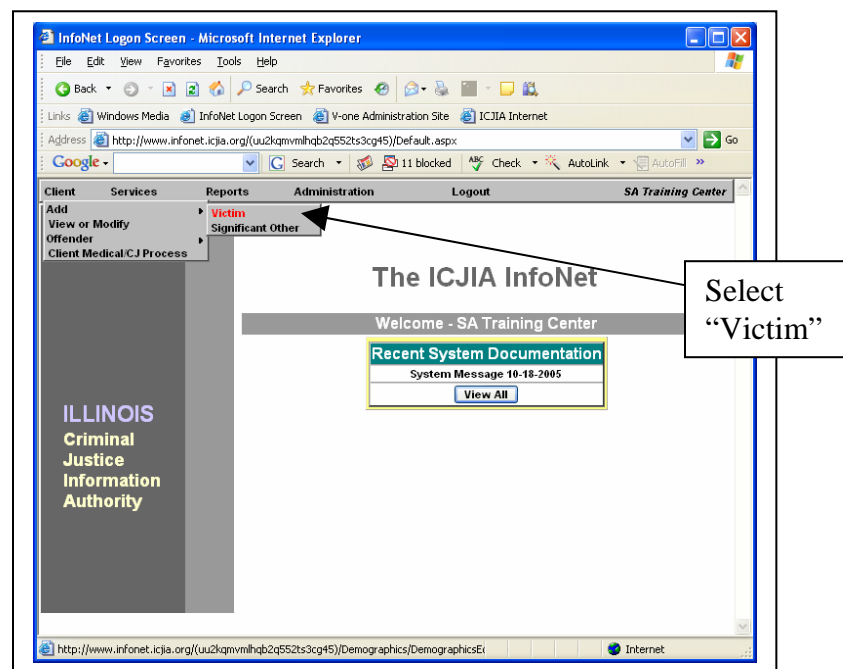 InfoNet Logon Screen - Microsoft Internet Explorer
File Edit View Favorites Tools Help
Back Search Favorites
Links Windows Media InfoNet Logon Screen V-one Administration Site ICJIA Internet
Address http://www.infonet.icjia.org/(uu2kqmvmlhqb2q552ts3cg45)/Default.aspx Go
Google Search 11 blocked ABC Check AutoLink AutoFill »
Client Services Reports Administration Logout SA Training Center
Add
View or Modify
Offender
Client Medical/CJ Process
Victim
Significant Other
The ICJIA InfoNet
Welcome - SA Training Center
Recent System Documentation
System Message 10-18-2005
View All
ILLINOIS
Criminal
Justice
Information
Authority
Select
“Victim”
http://www.infonet.icjia.org/(uu2kqmvmlhqb2q552ts3cg45)/Demographics/DemographicsEc Internet